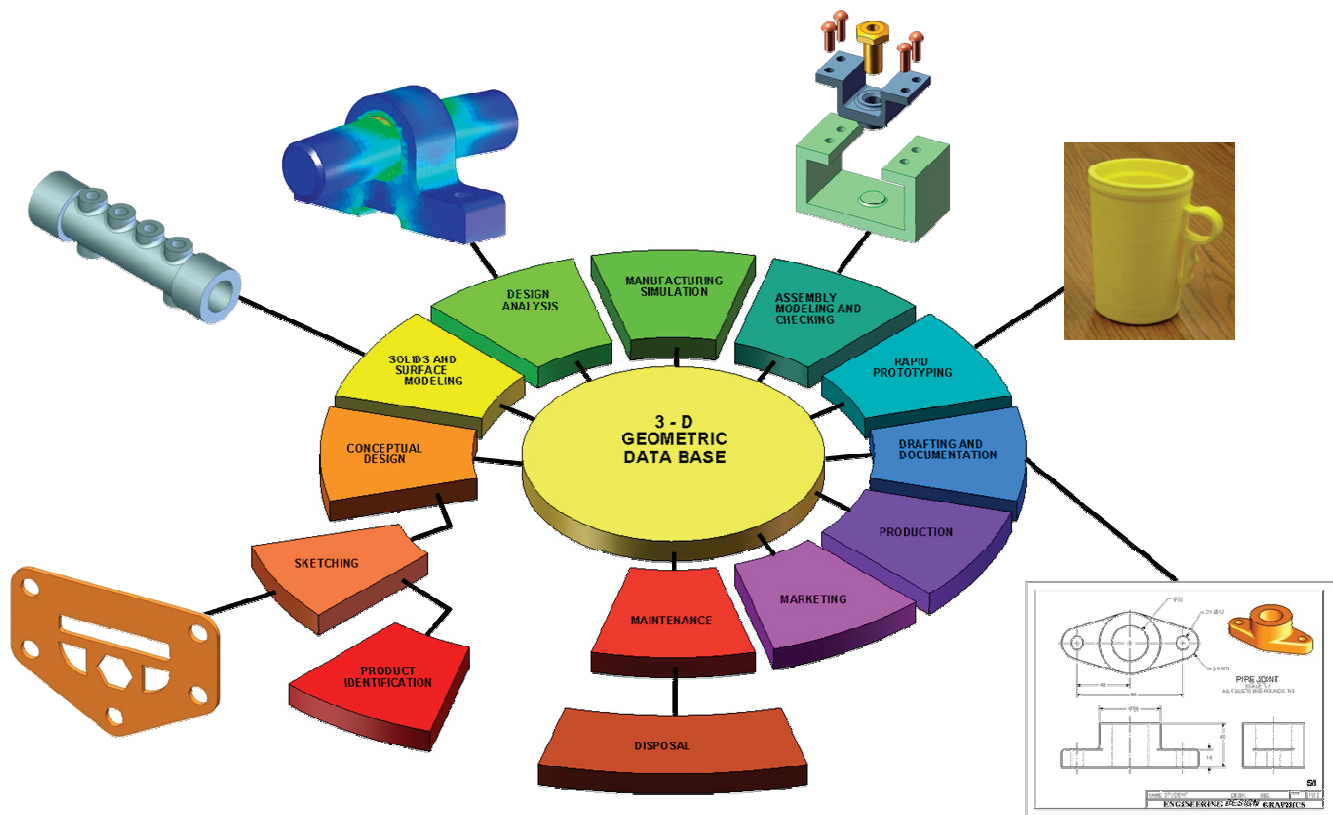 DESIGN
ANALYSIS
MANUFACTURING
SIMULATION
ASSEMBLY
MODELING AND
CHECKING
SOLIDS AND
SURFACE
MODELING
RAPID
PROTOTYPING
3 - D
GEOMETRIC
DATA BASE
CONCEPTUAL
DESIGN
DRAFTING AND
DOCUMENTATION
PRODUCTION
SKETCHING
MARKETING
MAINTENANCE
PRODUCT
IDENTIFICATION
DISPOSAL
PIPE JOINT
ENGINEERING DESIGN GRAPHICS